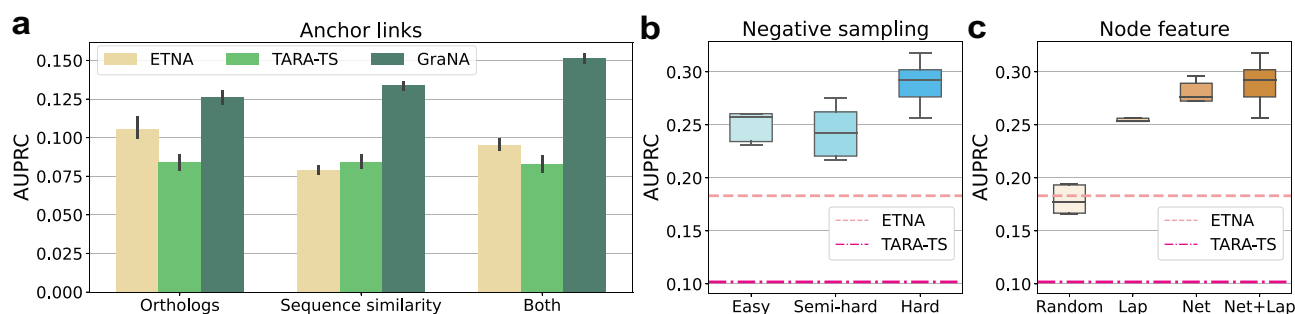 a
Anchor links
ETNA TARA-TS GraNA
AUPRC
0.150
0.125
0.100
0.075
0.050
0.025
0.000
Orthologs Sequence similarity Both
b
Negative sampling
AUPRC
0.30
0.25
0.20
0.15
0.10
ETNA
TARA-TS
Easy Semi-hard Hard
c
Node feature
AUPRC
0.30
0.25
0.20
0.15
0.10
ETNA
TARA-TS
Random Lap Net Net+Lap